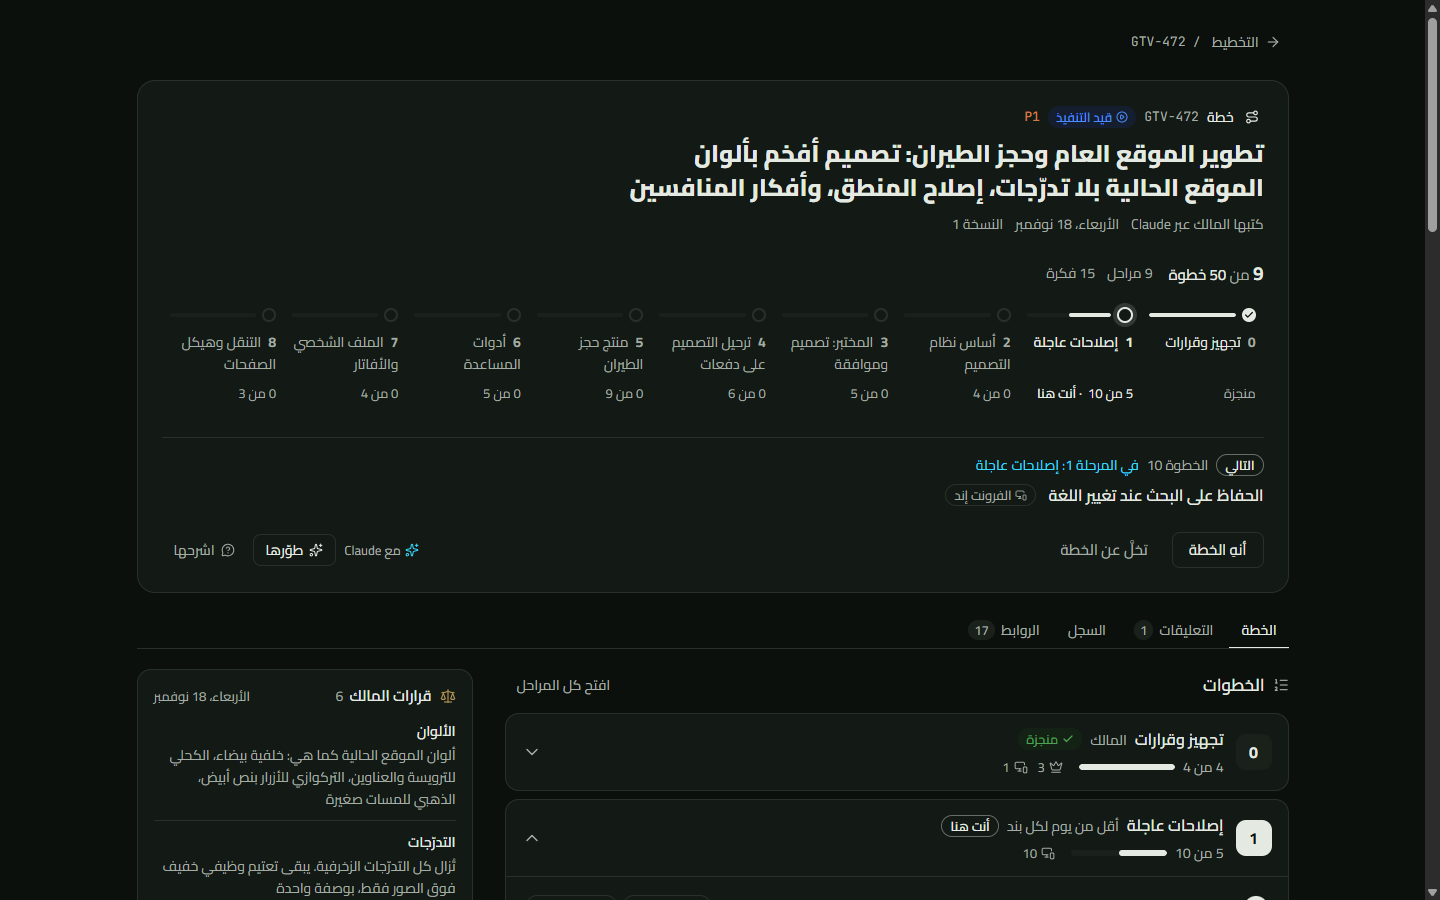 التخطيط / GTV-472
خطة GTV-472 قيد التنفيذ P1
تطوير الموقع العام وحجز الطيران: تصميم أفخم بألوان
الموقع الحالية بلا تدرّجات، إصلاح المنطق، وأفكار المنافسين
كتبها المالك عبر Claude الأربعاء، 18 نوفمبر النسخة 1
9 من 50 خطوة 9 مراحل 15 فكرة
0 تجهيز وقرارات
منجزة
1 إصلاحات عاجلة
5 من 10 · أنت هنا
2 أساس نظام
التصميم
0 من 4
3 المختبر: تصميم
وموافقة
0 من 5
4 ترحيل التصميم
على دفعات
0 من 6
5 منتج حجز
الطيران
0 من 9
6 أدوات
المساعدة
0 من 5
7 الملف الشخصي
والأفاتار
0 من 4
8 التنقل وهيكل
الصفحات
0 من 3
التالي الخطوة 10 في المرحلة 1: إصلاحات عاجلة
الحفاظ على البحث عند تغيير اللغة الفرونت إند
أنهِ الخطة تخلَّ عن الخطة مع Claude طوّرها اشرحها
الخطة التعليقات 1 السجل الروابط 17
الخطوات افتح كل المراحل
0 تجهيز وقرارات المالك منجزة
4 من 4 3 1
1 إصلاحات عاجلة أقل من يوم لكل بند أنت هنا
5 من 10 10
قرارات المالك 6 الأربعاء، 18 نوفمبر
الألوان
ألوان الموقع الحالية كما هي: خلفية بيضاء، الكحلي
للترويسة والعناوين، التركوازي للأزرار بنص أبيض،
الذهبي للمسات صغيرة
التدرّجات
تُزال كل التدرّجات الزخرفية. يبقى تعتيم وظيفي خفيف
فوق الصور فقط، بوصفة واحدة